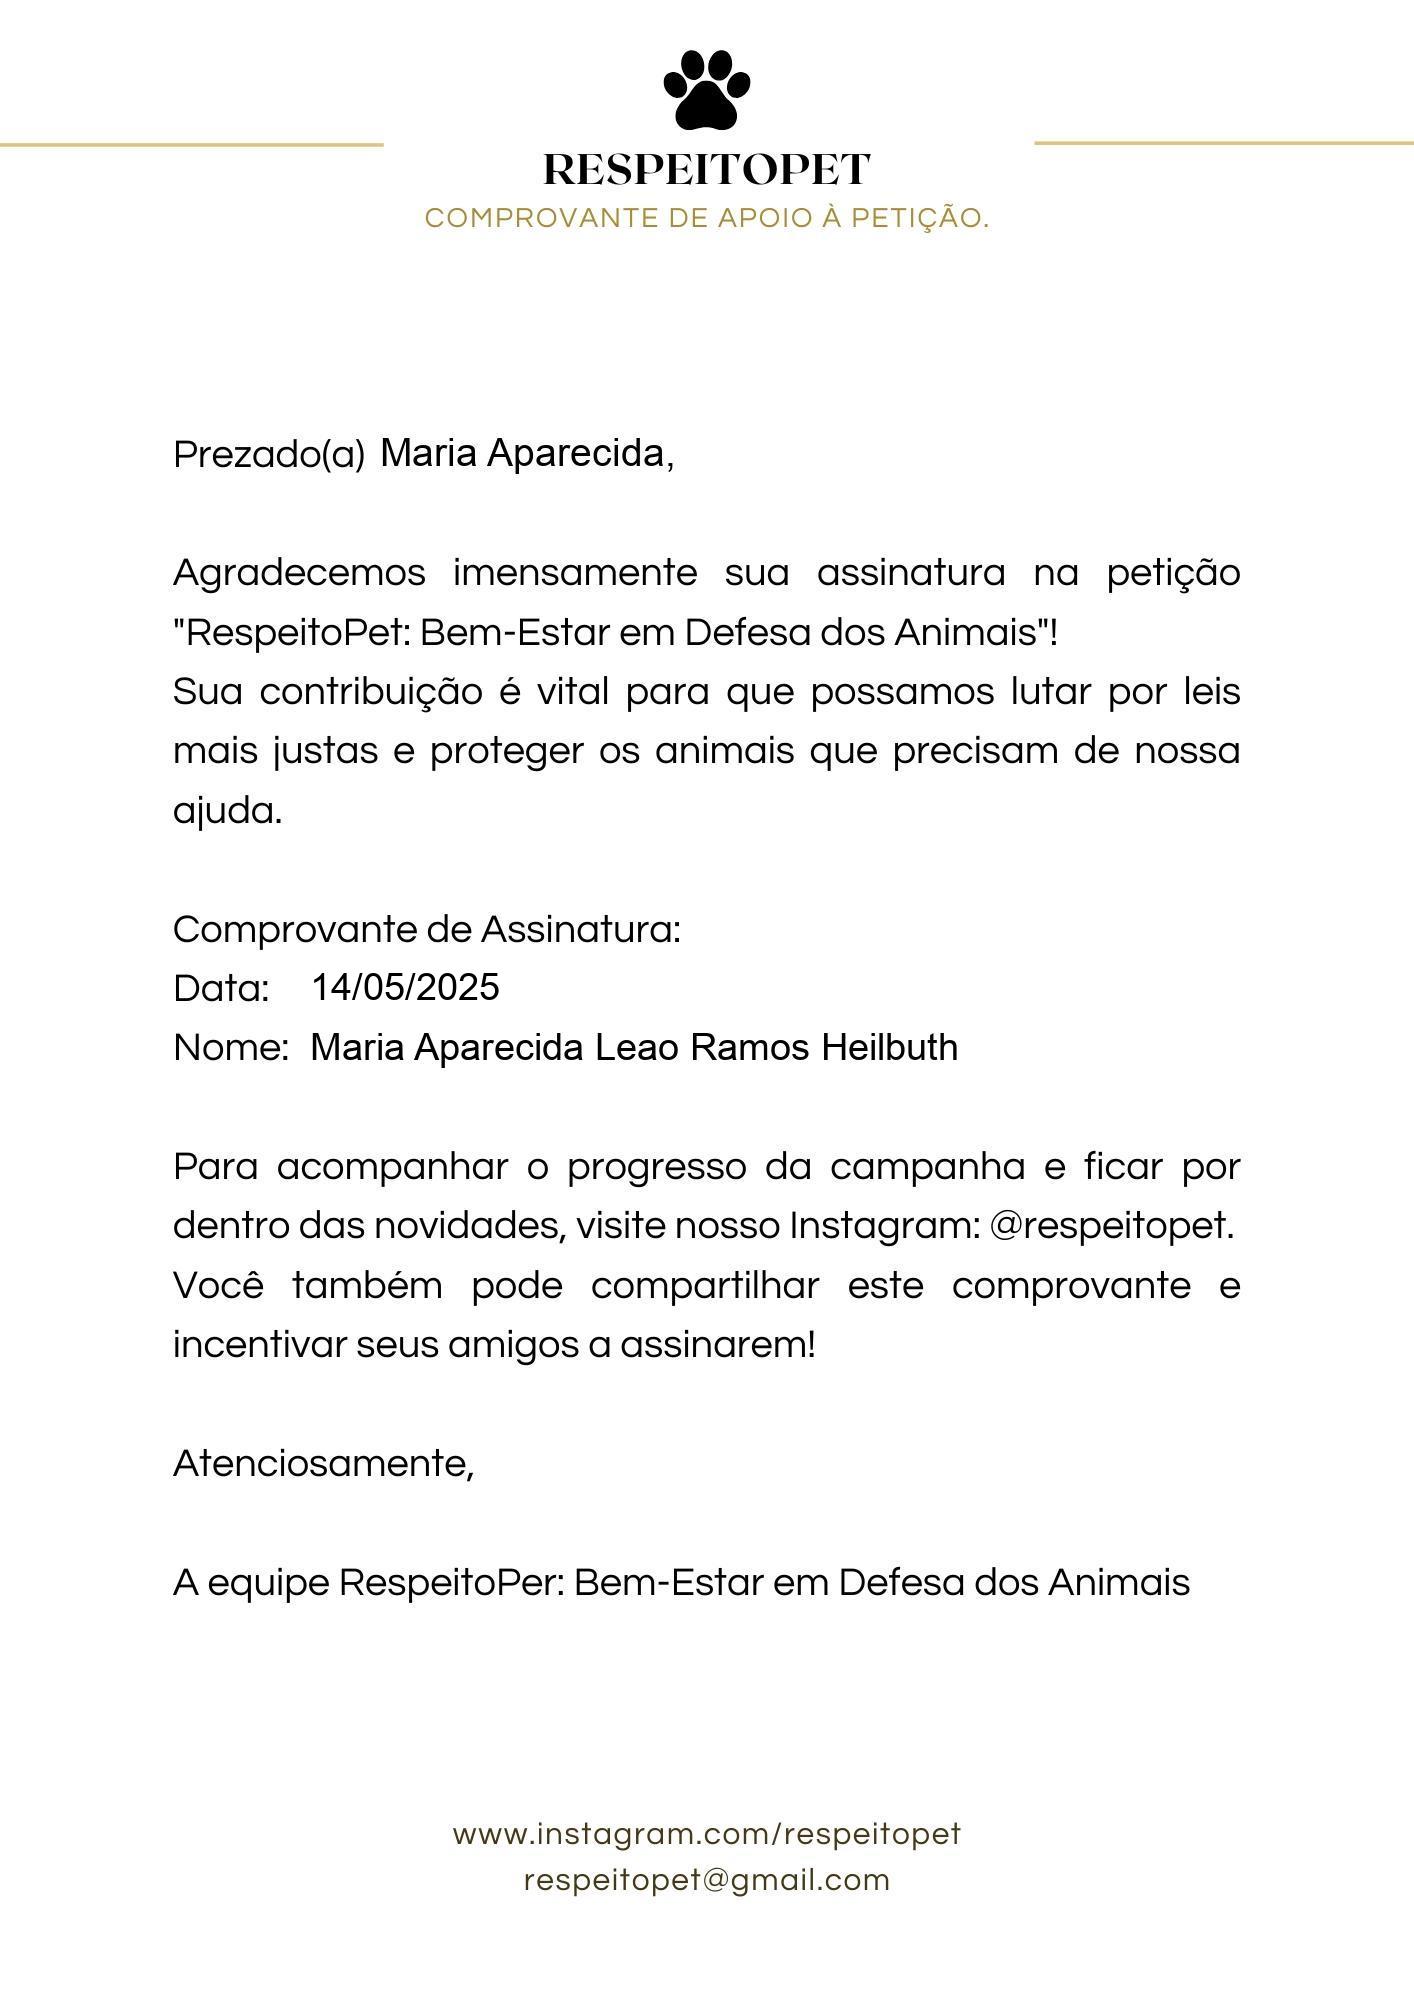 RESPEITOPET
COMPROVANTE DE APOIO À PETIÇÃO.
Prezado(a) Maria Aparecida,
Agradecemos imensamente sua assinatura na petição
"RespeitoPet: Bem-Estar em Defesa dos Animais"!
Sua contribuição é vital para que possamos lutar por leis
mais justas e proteger os animais que precisam de nossa
ajuda.
Comprovante de Assinatura:
Data: 14/05/2025
Nome: Maria Aparecida Leao Ramos Heilbuth
Para acompanhar o progresso da campanha e ficar por
dentro das novidades, visite nosso Instagram: @respeitopet.
Você também pode compartilhar este comprovante e
incentivar seus amigos a assinarem!
Atenciosamente,
A equipe RespeitoPer: Bem-Estar em Defesa dos Animais
www.instagram.com/respeitopet
respeitopet@gmail.com